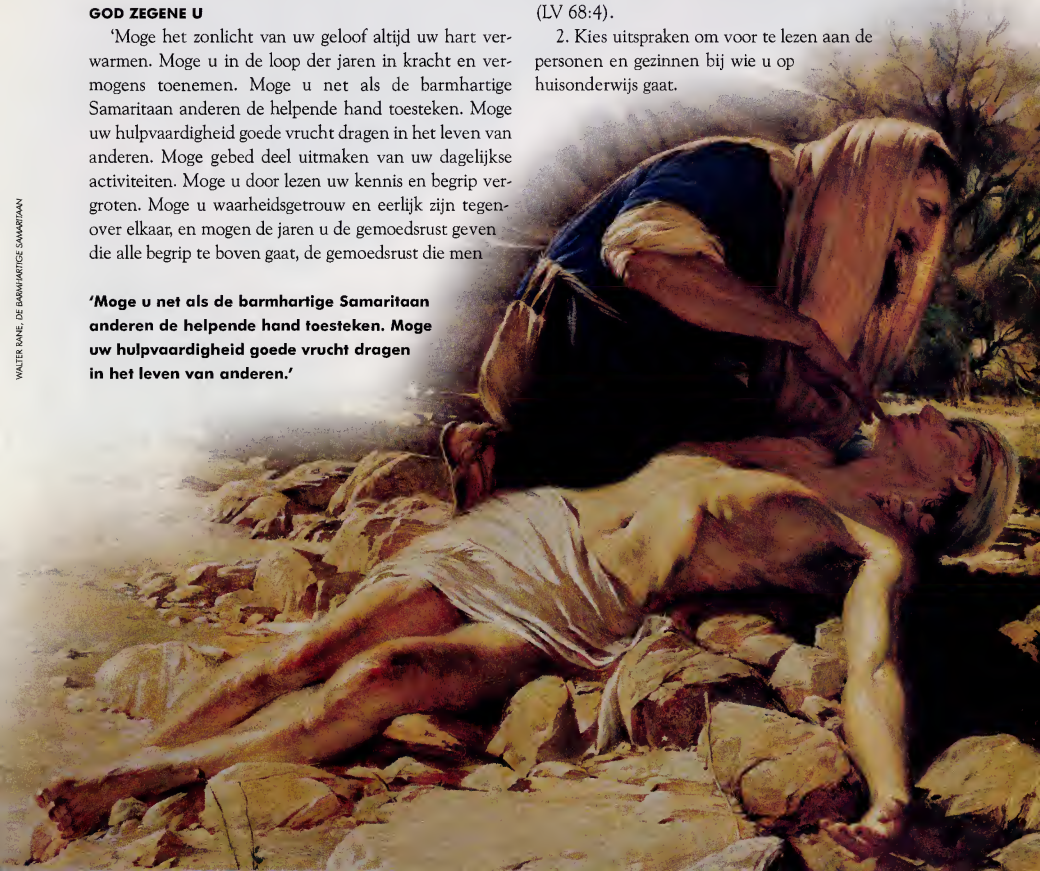 GOD ZEGENE U
'Moge het zonlicht van uw geloof altijd uw hart ver-
warmen. Moge u in de loop der jaren in kracht en ver-
mogens toenemen. Moge u net als de barmhartige
Samaritaan anderen de helpende hand toesteken. Moge
uw hulpvaardigheid goede vrucht dragen in het leven van
anderen. Moge gebed deel uitmaken van uw dagelijkse
activiteiten. Moge u door lezen uw kennis en begrip ver-
groten. Moge u waarheidsgetrouw en eerlijk zijn tegen-
over elkaar, en mogen de jaren u de gemoedsrust geven
die alle begrip te boven gaat, de gemoedsrust die men
'Moge u net als de barmhartige Samaritaan
anderen de helpende hand toesteken. Moge
uw hulpvaardigheid goede vrucht dragen
in het leven van anderen.'
(LV 68:4).
2. Kies uitspraken om voor te lezen aan de
personen en gezinnen bij wie u op
huisonderwijs gaat.
WALTER RANE, DE BARMHARTIGE SAMARITAAN